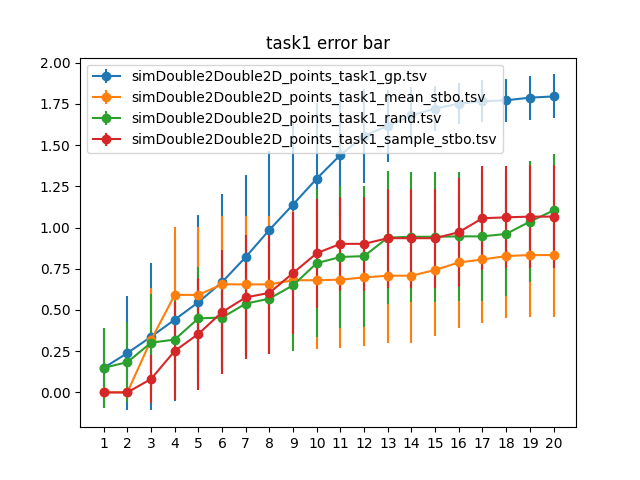 task1 error bar
simDouble2Double2D_points_task1_gp.tsv
simDouble2Double2D_points_task1_mean_stbo.tsv
simDouble2Double2D_points_task1_rand.tsv
simDouble2Double2D_points_task1_sample_stbo.tsv
2.00
1.75
1.50
1.25
1.00
0.75
0.50
0.25
0.00
1 2 3 4 5 6 7 8 9 10 11 12 13 14 15 16 17 18 19 20